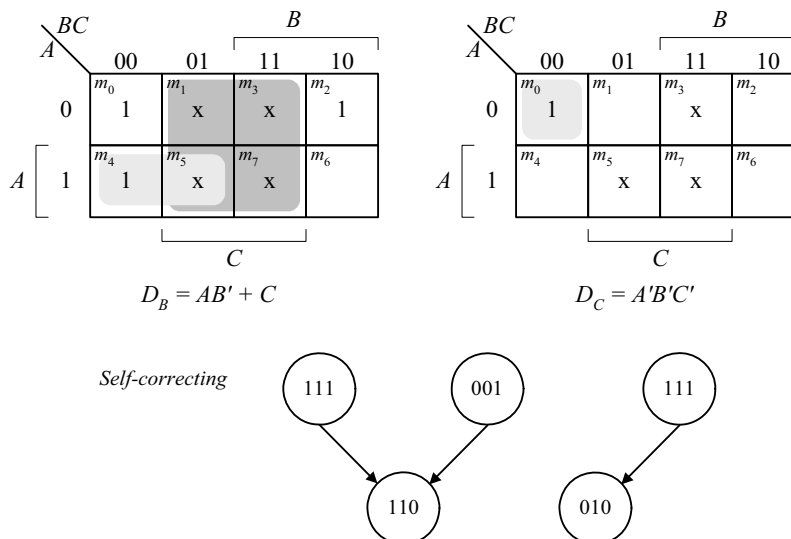 BC B BC B
A 00 01 11 10 A 00 01 11 10
m0 m1 m3 m2 m0 m1 m3 m2
0 1 x x 1 0 1 x
m4 m5 m7 m6 m4 m5 m7 m6
A 1 1 x x A 1 x x
C C
D_B = AB′ + C D_C = A′B′C′
Self-correcting 111 001 111
110 010